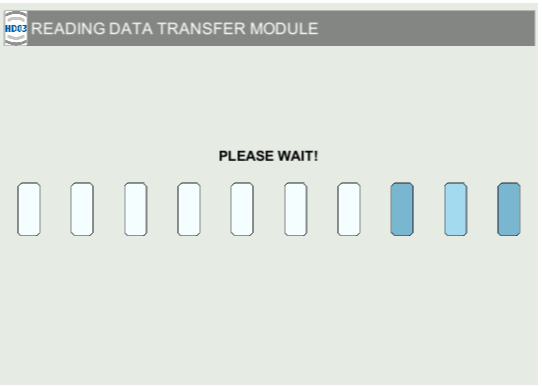 HD03 READING DATA TRANSFER MODULE
PLEASE WAIT!